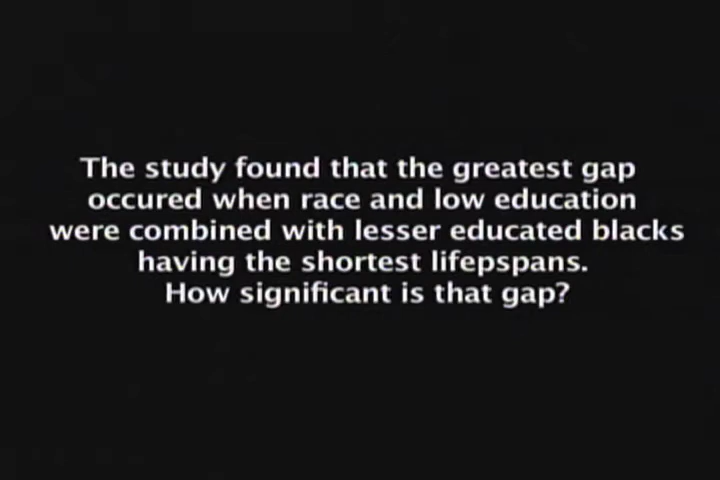 The study found that the greatest gap
occured when race and low education
were combined with lesser educated blacks
having the shortest lifepspans.
How significant is that gap?